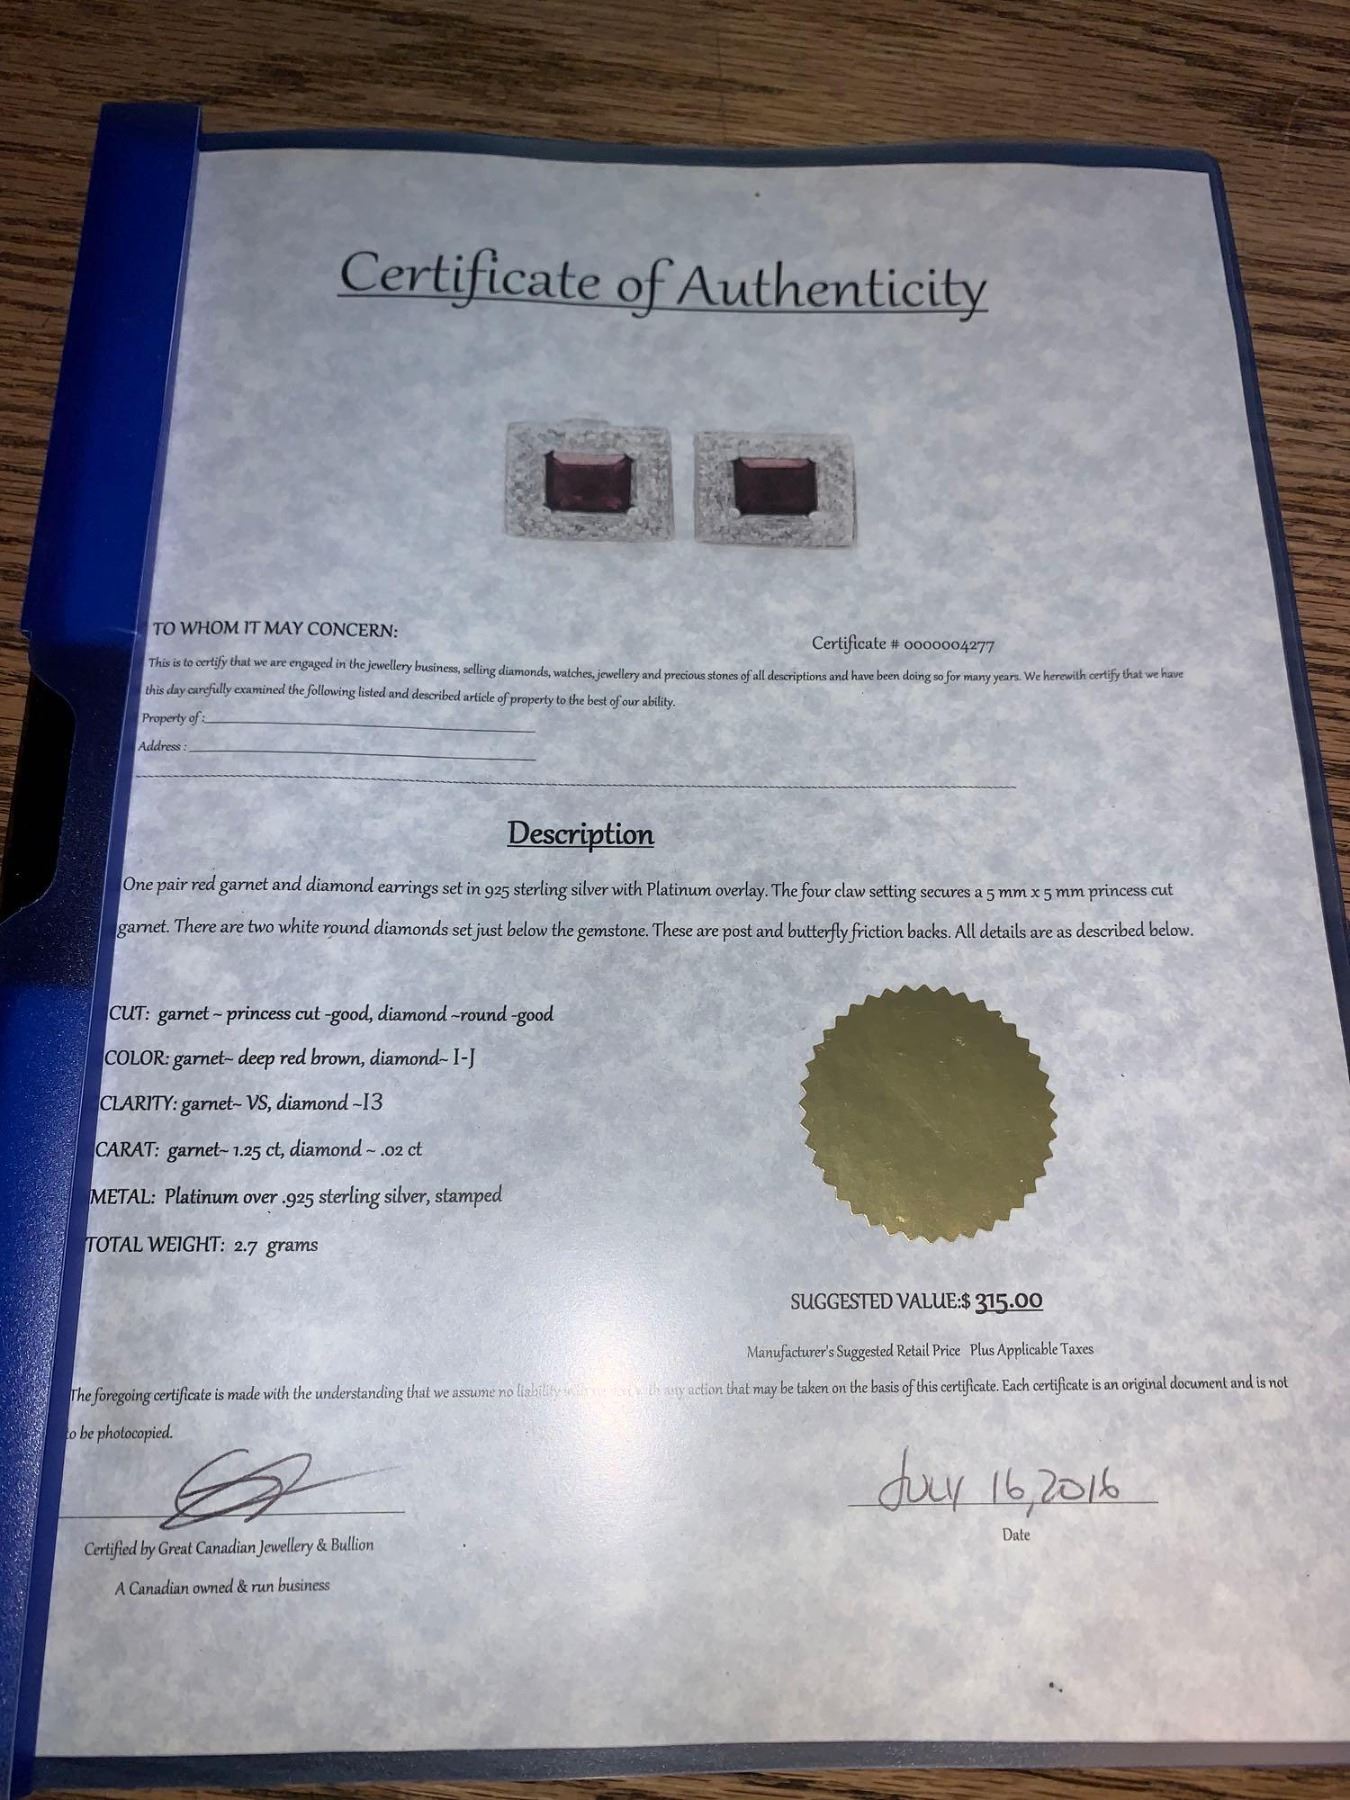 Certificate of Authenticity
TO WHOM IT MAY CONCERN:
Certificate # 0000004277
This is to certify that we are engaged in the jewellery business, selling diamonds, watches, jewellery and precious stones of all descriptions and have been doing so for many years. We herewith certify that we have
this day carefully examined the following listed and described article of property to the best of our ability.
Property of:
Address:
Description
One pair red garnet and diamond earrings set in 925 sterling silver with Platinum overlay. The four claw setting secures a 5 mm x 5 mm princess cut
garnet. There are two white round diamonds set just below the gemstone. These are post and butterfly friction backs. All details are as described below.
CUT: garnet ~ princess cut -good, diamond ~round -good
COLOR: garnet~ deep red brown, diamond~ I-J
CLARITY: garnet~ VS, diamond ~I3
CARAT: garnet~ 1.25 ct, diamond ~ .02 ct
METAL: Platinum over .925 sterling silver, stamped
TOTAL WEIGHT: 2.7 grams
SUGGESTED VALUE:$ 315.00
Manufacturer's Suggested Retail Price Plus Applicable Taxes
The foregoing certificate is made with the understanding that we assume no liability with any action that may be taken on the basis of this certificate. Each certificate is an original document and is not
to be photocopied.
JULY 16, 2016
Certified by Great Canadian Jewellery & Bullion
Date
A Canadian owned & run business